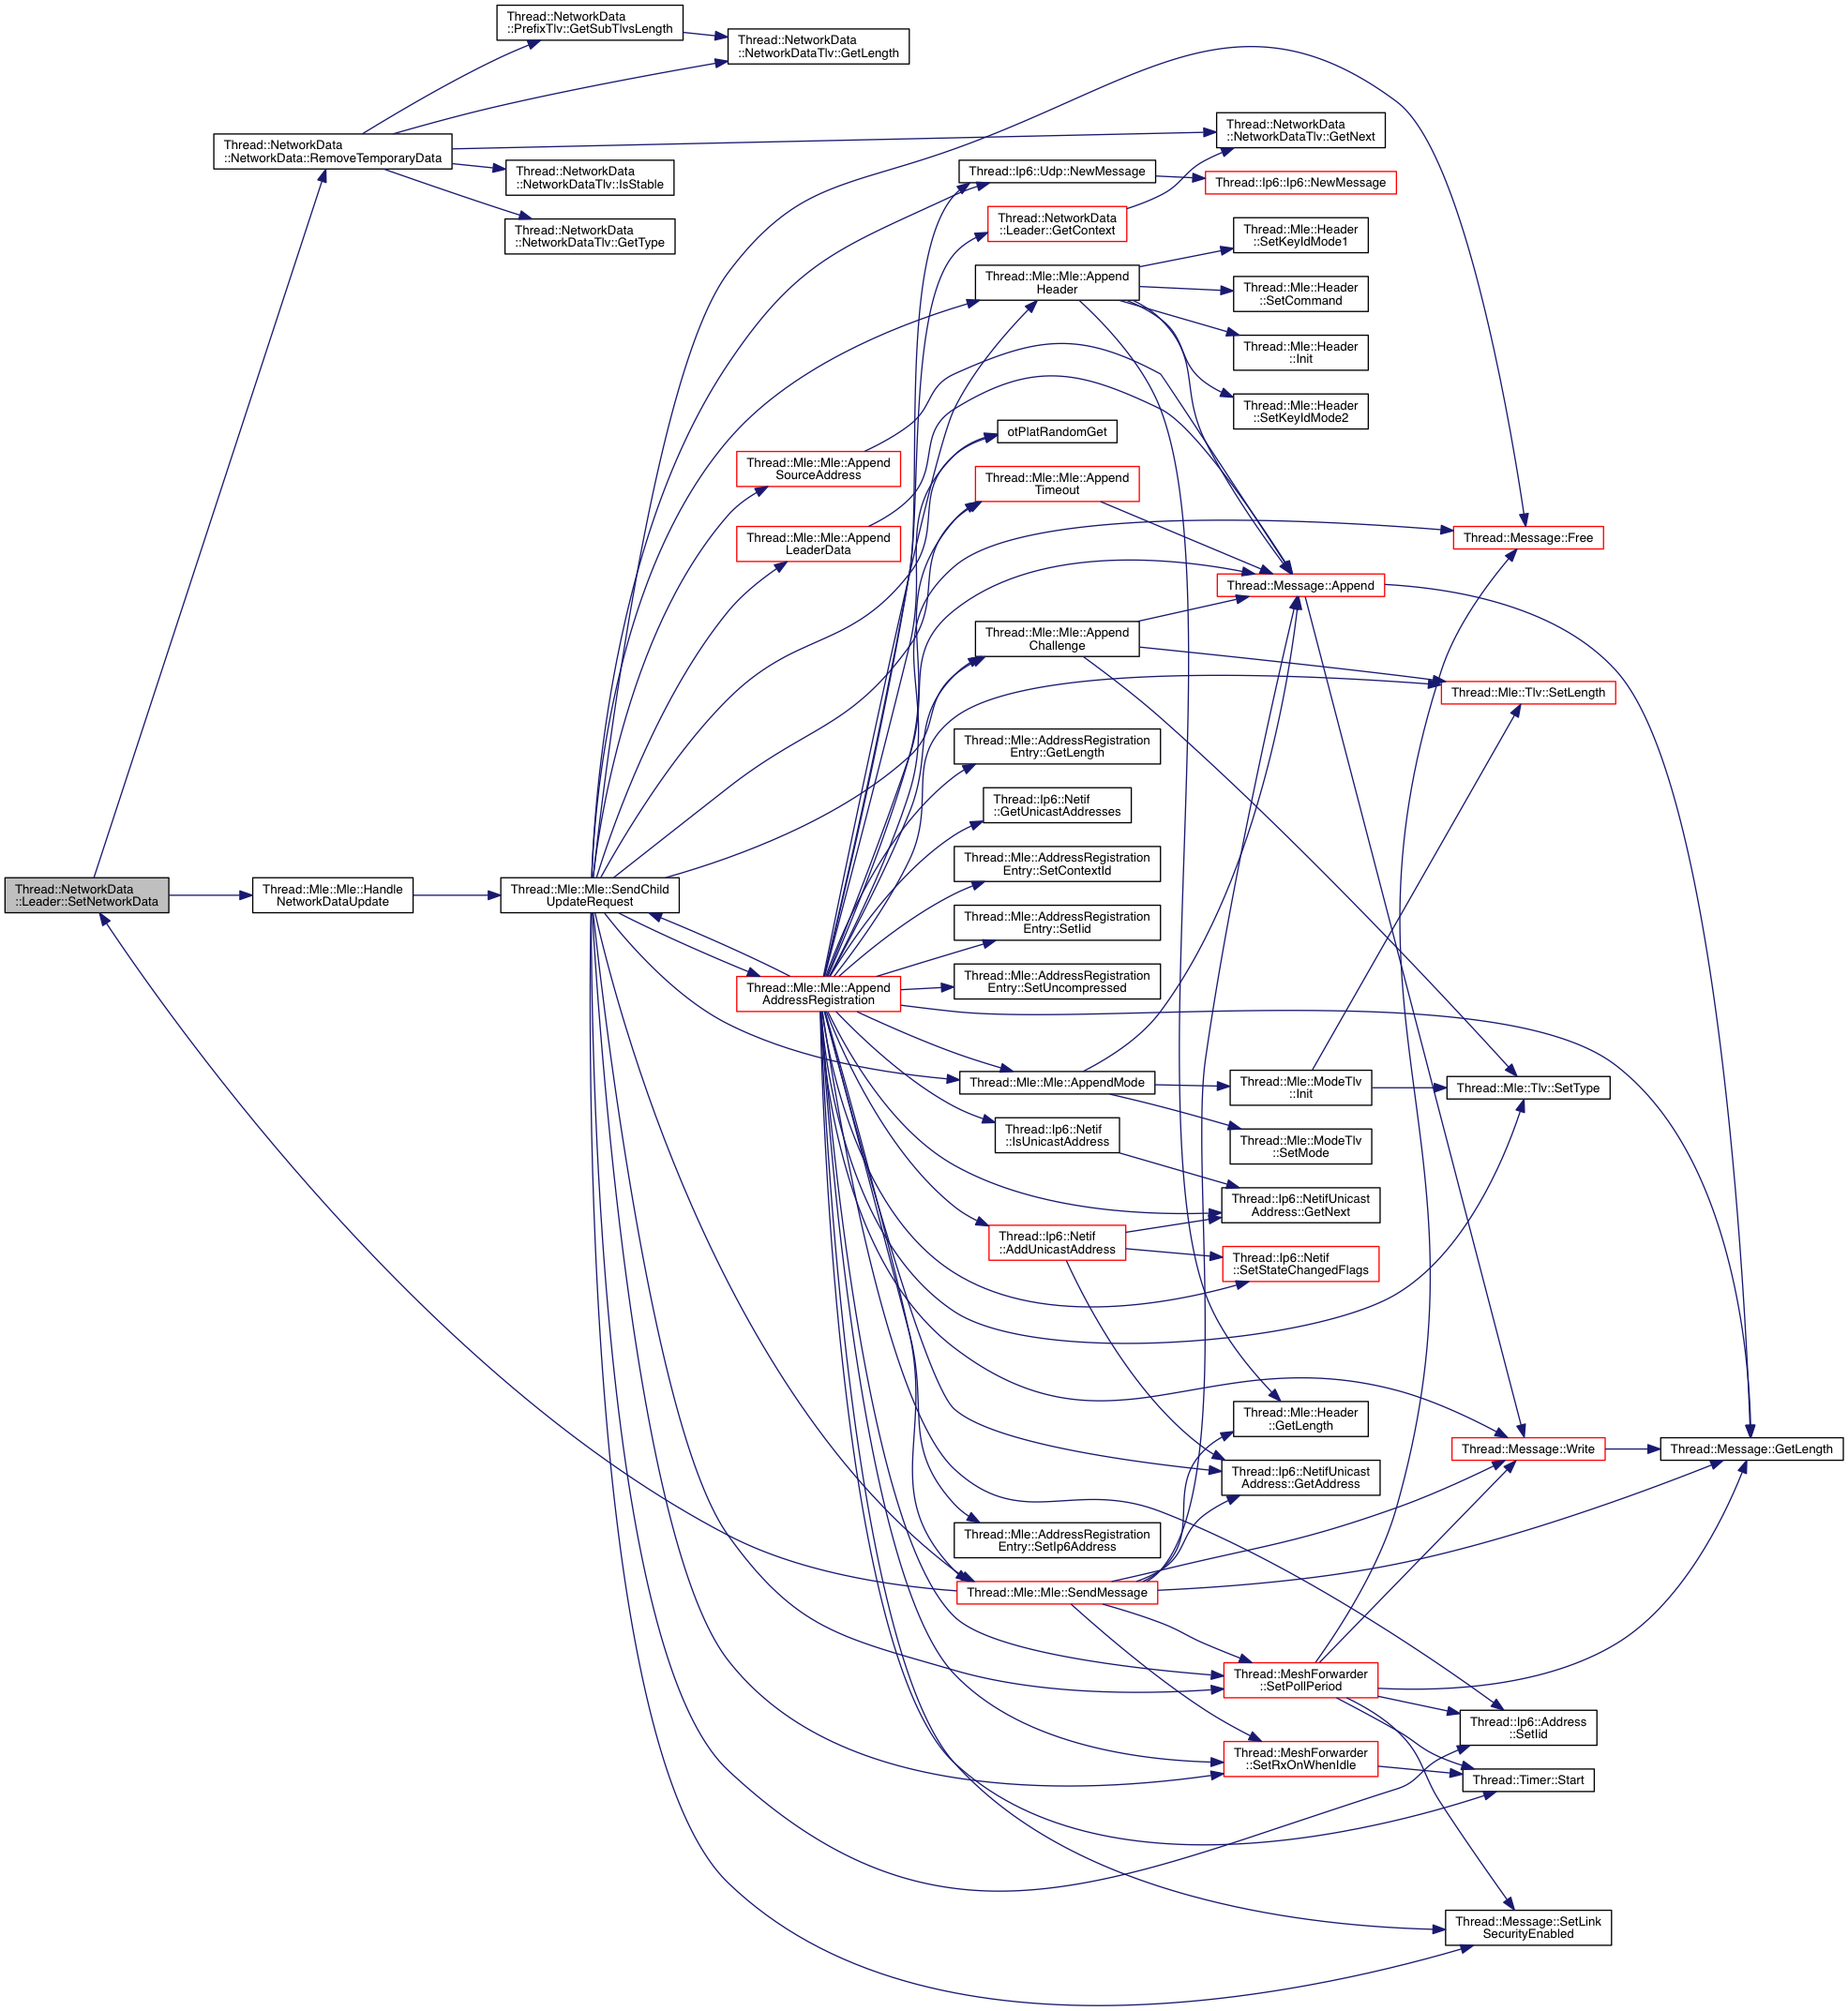 Thread::NetworkData
::PrefixTlv::GetSubTlvsLength
Thread::NetworkData
::NetworkDataTlv::GetLength
Thread::NetworkData
::NetworkData::RemoveTemporaryData
Thread::NetworkData
::NetworkDataTlv::GetNext
Thread::NetworkData
::NetworkDataTlv::IsStable
Thread::NetworkData
::NetworkDataTlv::GetType
Thread::Ip6::Udp::NewMessage
Thread::Ip6::Ip6::NewMessage
Thread::NetworkData
::Leader::GetContext
Thread::Mle::Header
::SetKeyIdMode1
Thread::Mle::Mle::Append
Header
Thread::Mle::Header
::SetCommand
Thread::Mle::Header
::Init
Thread::Mle::Header
::SetKeyIdMode2
otPlatRandomGet
Thread::Mle::Mle::Append
SourceAddress
Thread::Mle::Mle::Append
Timeout
Thread::Mle::Mle::Append
LeaderData
Thread::Message::Free
Thread::Message::Append
Thread::Mle::Mle::Append
Challenge
Thread::Mle::Tlv::SetLength
Thread::Mle::AddressRegistration
Entry::GetLength
Thread::Ip6::Netif
::GetUnicastAddresses
Thread::Mle::AddressRegistration
Entry::SetContextId
Thread::NetworkData
::Leader::SetNetworkData
Thread::Mle::Mle::Handle
NetworkDataUpdate
Thread::Mle::Mle::SendChild
UpdateRequest
Thread::Mle::AddressRegistration
Entry::SetIid
Thread::Mle::AddressRegistration
Entry::SetUncompressed
Thread::Mle::Mle::Append
AddressRegistration
Thread::Mle::Mle::AppendMode
Thread::Mle::ModeTlv
::Init
Thread::Mle::Tlv::SetType
Thread::Ip6::Netif
::IsUnicastAddress
Thread::Mle::ModeTlv
::SetMode
Thread::Ip6::NetifUnicast
Address::GetNext
Thread::Ip6::Netif
::AddUnicastAddress
Thread::Ip6::Netif
::SetStateChangedFlags
Thread::Mle::Header
::GetLength
Thread::Message::Write
Thread::Message::GetLength
Thread::Ip6::NetifUnicast
Address::GetAddress
Thread::Mle::AddressRegistration
Entry::SetIp6Address
Thread::Mle::Mle::SendMessage
Thread::MeshForwarder
::SetPollPeriod
Thread::Ip6::Address
::SetIid
Thread::MeshForwarder
::SetRxOnWhenIdle
Thread::Timer::Start
Thread::Message::SetLink
SecurityEnabled